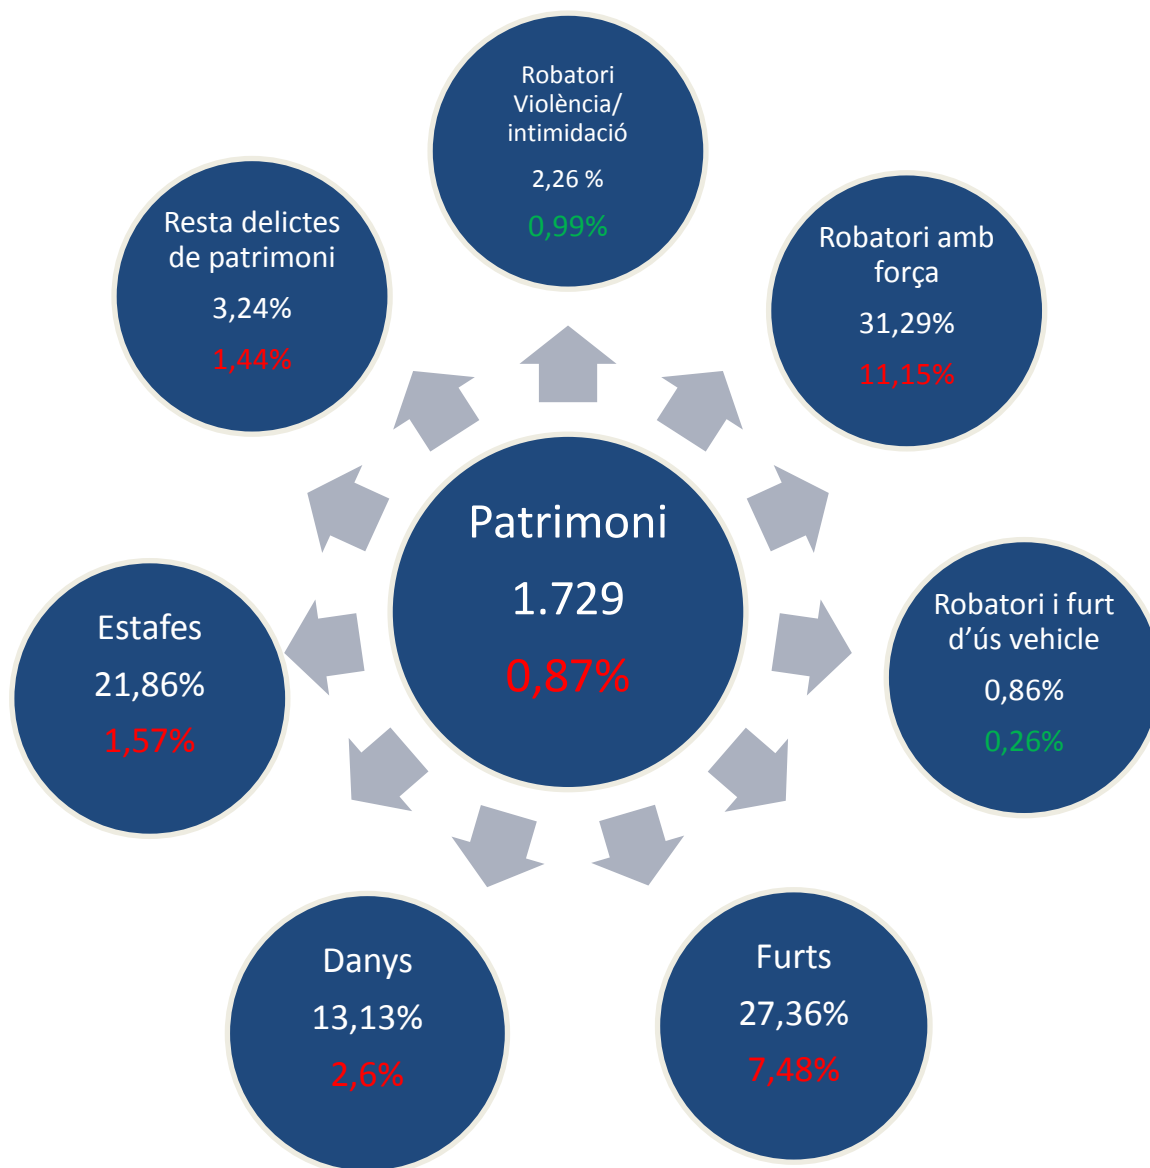 Robatori
Violència/
intimidació
2,26 %
0,99%
Resta delictes
de patrimoni
3,24%
1,44%
Robatori amb
força
31,29%
11,15%
Patrimoni
1.729
0,87%
Estafes
21,86%
1,57%
Robatori i furt
d’ús vehicle
0,86%
0,26%
Danys
13,13%
2,6%
Furts
27,36%
7,48%